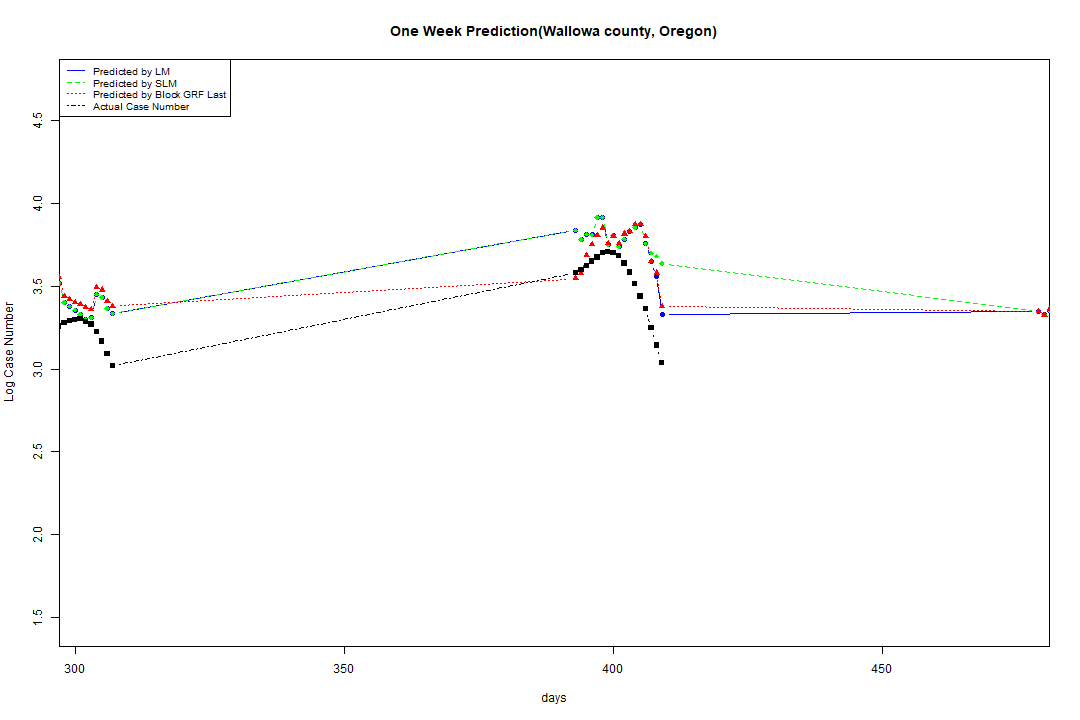 One Week Prediction(Wallowa county, Oregon)
Predicted by LM
Predicted by SLM
Predicted by Block GRF Last
Actual Case Number
4.5
4.0
3.5
3.0
2.5
2.0
1.5
Log Case Number
300
350
400
450
days